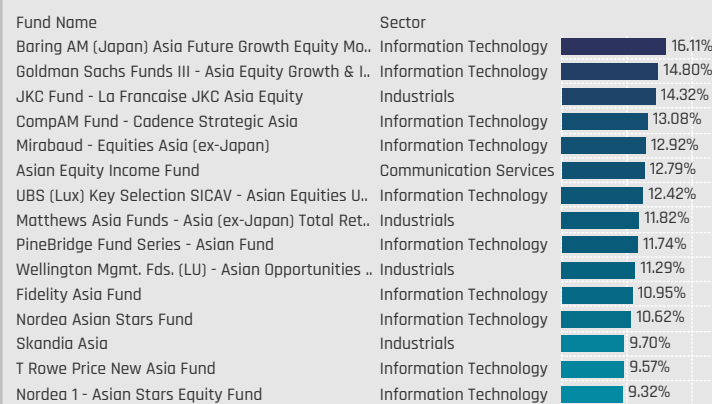 Fund Name Sector
Baring AM (Japan) Asia Future Growth Equity Mo.. Information Technology 16.11%
Goldman Sachs Funds III - Asia Equity Growth & I.. Information Technology 14.80%
JKC Fund - La Francaise JKC Asia Equity Industrials 14.32%
CompAM Fund - Cadence Strategic Asia Information Technology 13.08%
Mirabaud - Equities Asia (ex-Japan) Information Technology 12.92%
Asian Equity Income Fund Communication Services 12.79%
UBS (Lux) Key Selection SICAV - Asian Equities U.. Information Technology 12.42%
Matthews Asia Funds - Asia (ex-Japan) Total Ret.. Industrials 11.82%
PineBridge Fund Series - Asian Fund Information Technology 11.74%
Wellington Mgmt. Fds. (LU) - Asian Opportunities .. Industrials 11.29%
Fidelity Asia Fund Information Technology 10.95%
Nordea Asian Stars Fund Information Technology 10.62%
Skandia Asia Industrials 9.70%
T Rowe Price New Asia Fund Information Technology 9.57%
Nordea 1 - Asian Stars Equity Fund Information Technology 9.32%